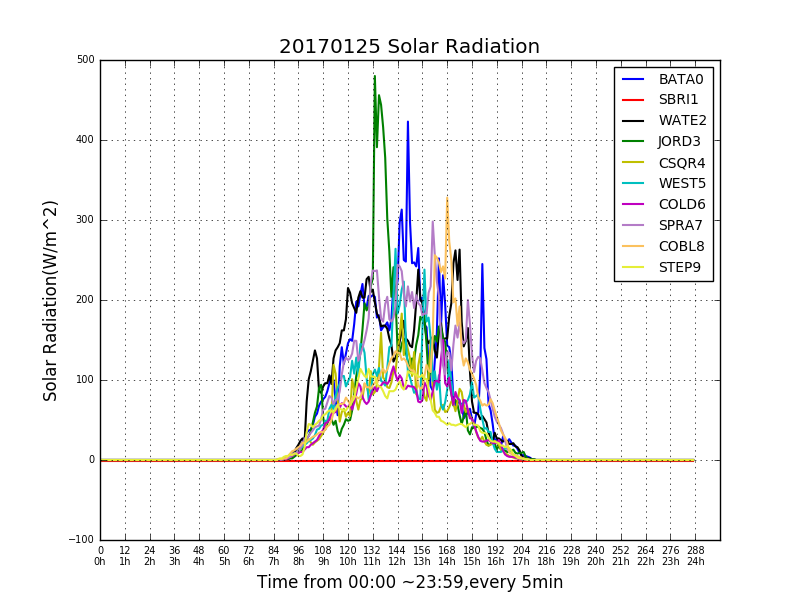 20170125 Solar Radiation
500
400
300
200
100
0
−100
Solar Radiation(W/m^2)
BATA0
SBRI1
WATE2
JORD3
CSQR4
WEST5
COLD6
SPRA7
COBL8
STEP9
0 12 24 36 48 60 72 84 96 108 120 132 144 156 168 180 192 204 216 228 240 252 264 276 288
0h 1h 2h 3h 4h 5h 6h 7h 8h 9h 10h 11h 12h 13h 14h 15h 16h 17h 18h 19h 20h 21h 22h 23h 24h
Time from 00:00 ~23:59,every 5min